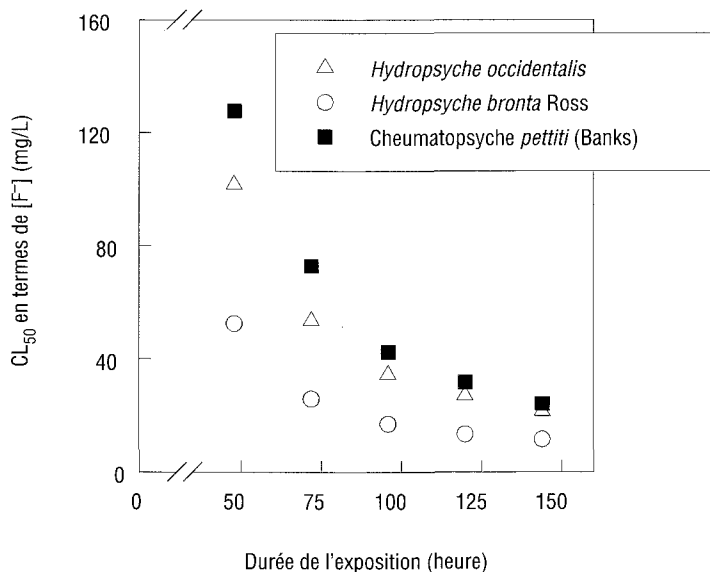 160
120
80
40
0
CL50 en termes de [F-] (mg/L)
Hydropsyche occidentalis
Hydropsyche bronta Ross
Cheumatopsyche pettiti (Banks)
0 50 75 100 125 150
Durée de l'exposition (heure)